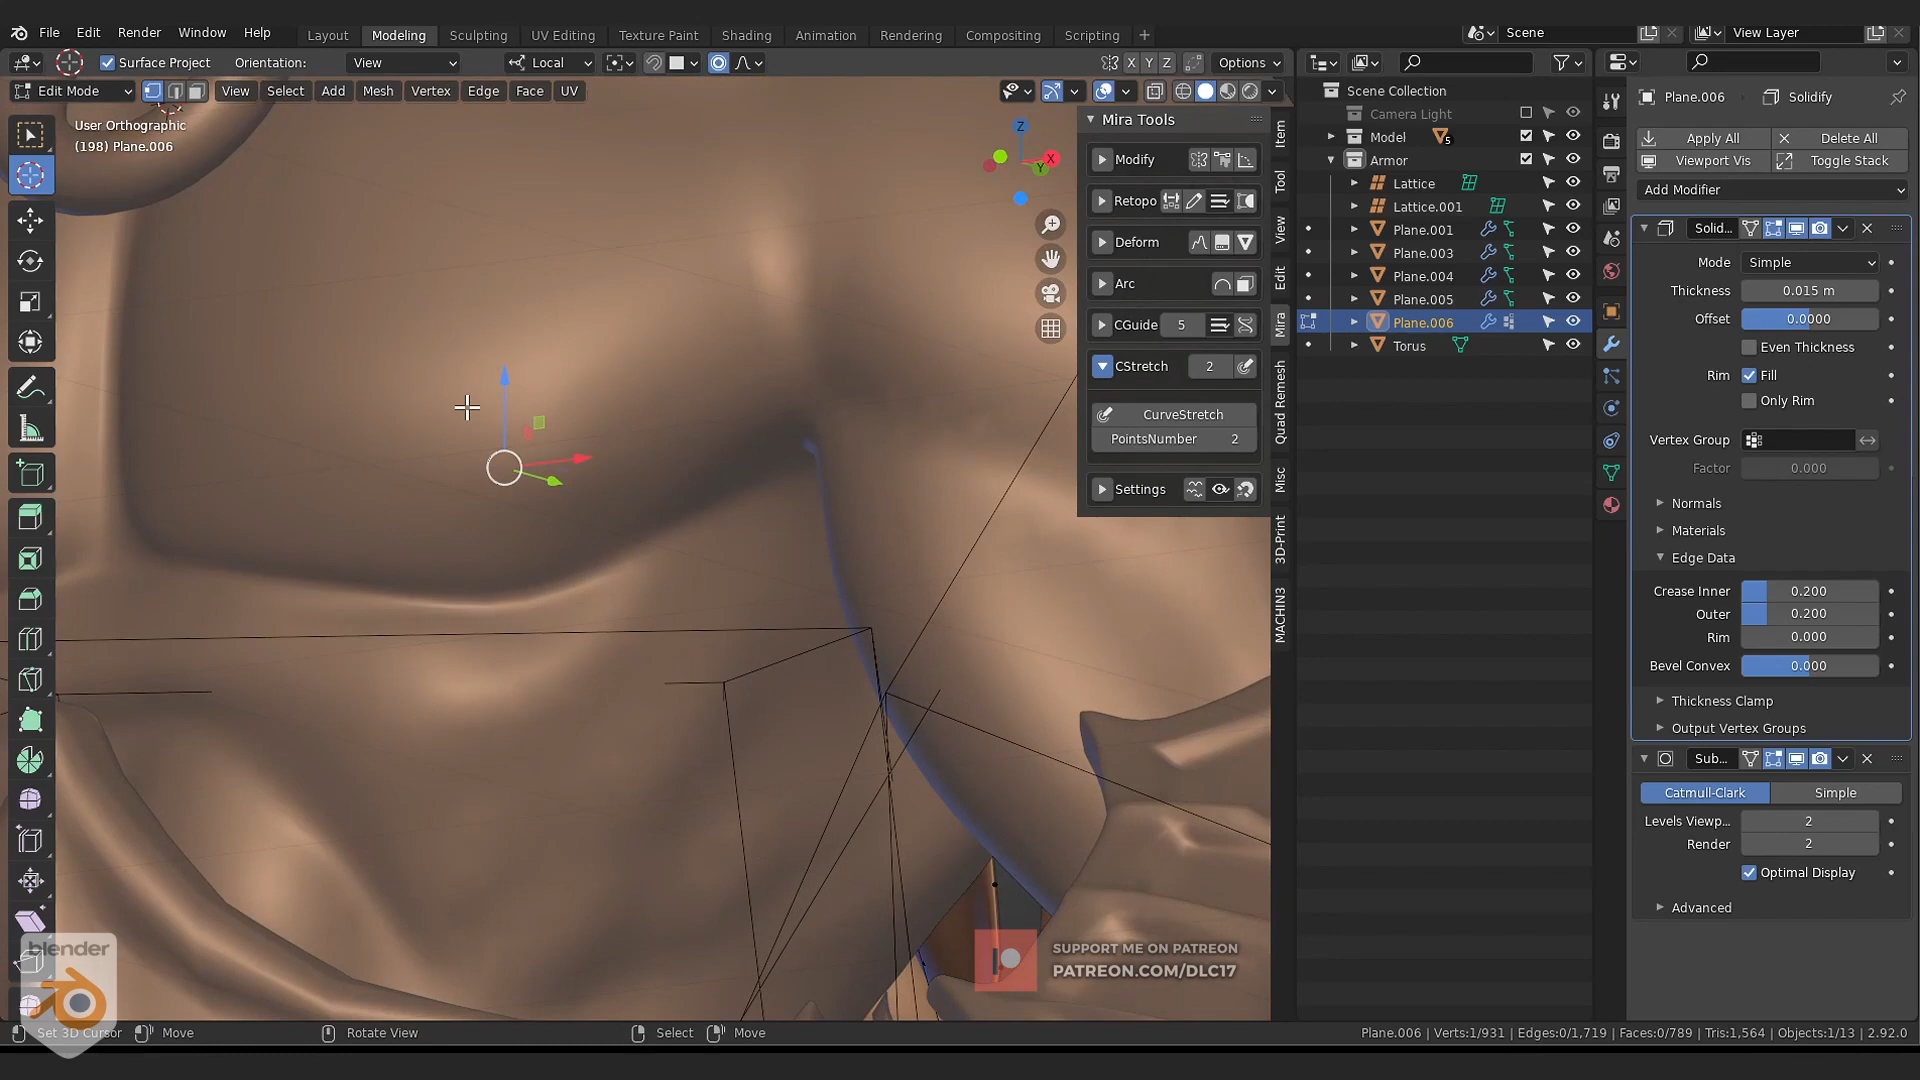 File Edit Render Window Help Layout Modeling Sculpting UV Editing Texture Paint Shading Animation Rendering Compositing Scripting Scene View Layer
Surface Project Orientation: View Local X Y Z Options
Edit Mode View Select Add Mesh Vertex Edge Face UV
User Orthographic
(198) Plane.006
Z
X
Y
Mira Tools
Modify
Retopo
Deform
Arc
CGuide 5
CStretch 2
CurveStretch
PointsNumber 2
Settings
Item
Tool
View
Edit
Mira
Quad Remesh
Misc
3D-Print
MACHIN3
Scene Collection
Camera Light
Model 5
Armor
Lattice
Lattice.001
Plane.001
Plane.003
Plane.004
Plane.005
Plane.006
Torus
Plane.006 Solidify
Apply All Delete All
Viewport Vis Toggle Stack
Add Modifier
Solid...
Mode Simple
Thickness 0.015 m
Offset 0.0000
Even Thickness
Rim Fill
Only Rim
Vertex Group
Factor 0.000
Normals
Materials
Edge Data
Crease Inner 0.200
Outer 0.200
Rim 0.000
Bevel Convex 0.000
Thickness Clamp
Output Vertex Groups
Sub...
Catmull-Clark Simple
Levels Viewp... 2
Render 2
Optimal Display
Advanced
blender
SUPPORT ME ON PATREON
PATREON.COM/DLC17
Set 3D Cursor Move Rotate View Select Move Plane.006 | Verts:1/931 | Edges:0/1,719 | Faces:0/789 | Tris:1,564 | Objects:1/13 | 2.92.0